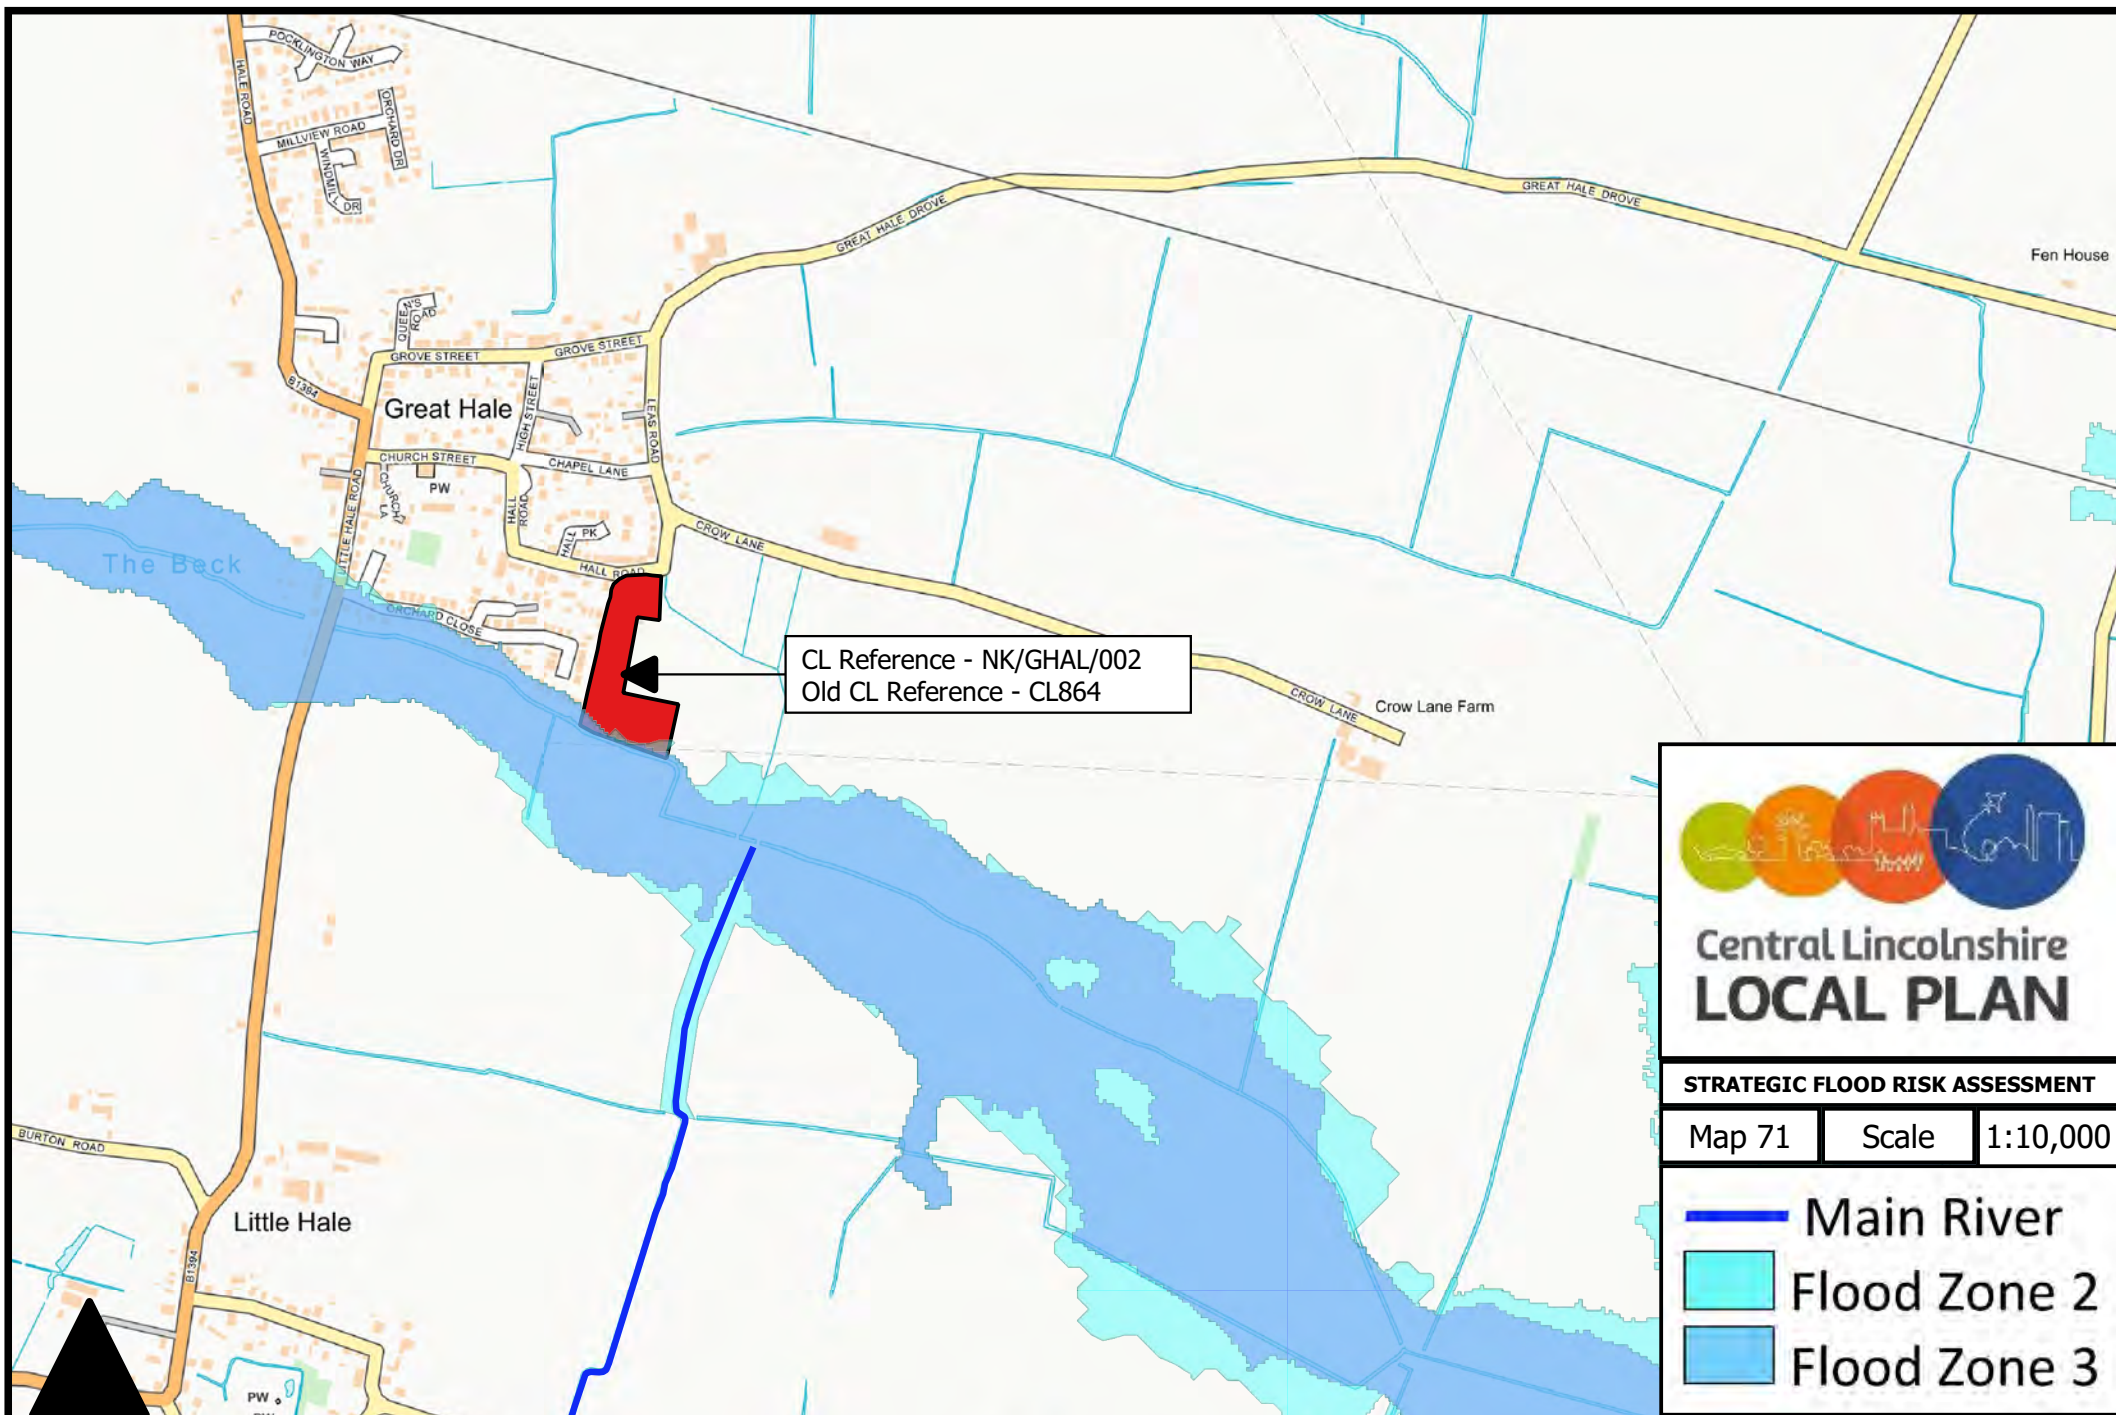 POCKLINGTON WAY
HALE ROAD
ORCHARD DR
MILLVIEW ROAD
WINDMILL DR
GREAT HALE DROVE
GREAT HALE DROVE
Fen House
QUEEN'S ROAD
GROVE STREET
GROVE STREET
B1394
Great Hale
HIGH STREET
LEAS ROAD
CHURCH STREET
CHAPEL LANE
PW
CHURCH LA
HALL ROAD
LITTLE HALE ROAD
HALL PK
CROW LANE
The Beck
HALL ROAD
ORCHARD CLOSE
CL Reference - NK/GHAL/002
Old CL Reference - CL864
CROW LANE
Crow Lane Farm
Central Lincolnshire
LOCAL PLAN
STRATEGIC FLOOD RISK ASSESSMENT
Map 71
Scale
1:10,000
BURTON ROAD
Little Hale
B1394
PW
Main River
Flood Zone 2
Flood Zone 3